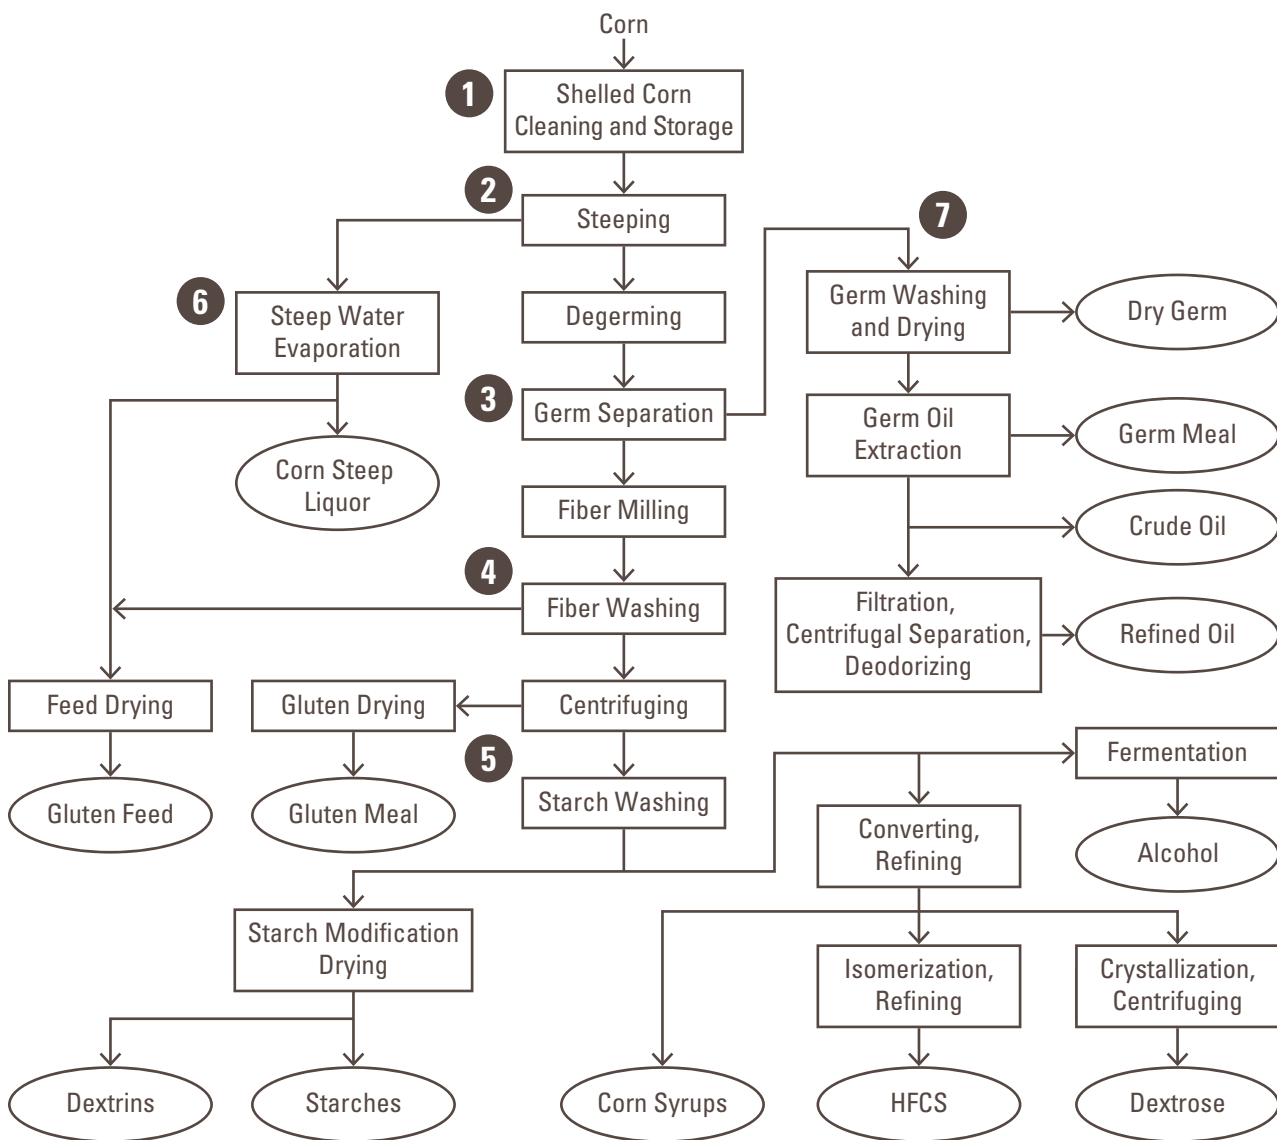 Corn
1
Shelled Corn
Cleaning and Storage
2
Steeping
7
6
Steep Water
Evaporation
Degerming
Germ Washing
and Drying
Dry Germ
3
Germ Separation
Germ Oil
Extraction
Germ Meal
Corn Steep
Liquor
Fiber Milling
Crude Oil
4
Fiber Washing
Filtration,
Centrifugal Separation,
Deodorizing
Refined Oil
Feed Drying
Gluten Drying
Centrifuging
5
Fermentation
Gluten Feed
Gluten Meal
Starch Washing
Converting,
Refining
Alcohol
Starch Modification
Drying
Isomerization,
Refining
Crystallization,
Centrifuging
Dextrins
Starches
Corn Syrups
HFCS
Dextrose